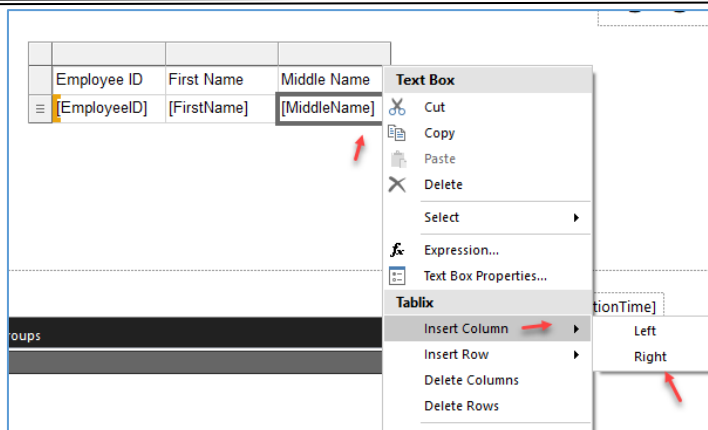 Employee ID First Name Middle Name
[EmployeeID] [FirstName] [MiddleName]
Text Box
Cut
Copy
Paste
Delete
Select
fx Expression...
Text Box Properties...
Tablix
tionTime]
Insert Column
Left
roups
Insert Row
Right
Delete Columns
Delete Rows